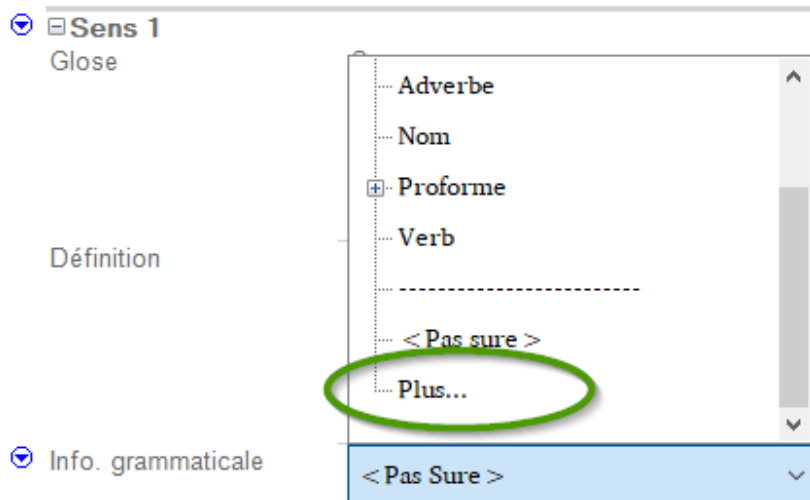 Sens 1
Glose
Adverbe
Nom
Proforme
Verb
Définition
-------------------------
< Pas sure >
Plus...
Info. grammaticale
< Pas Sure >